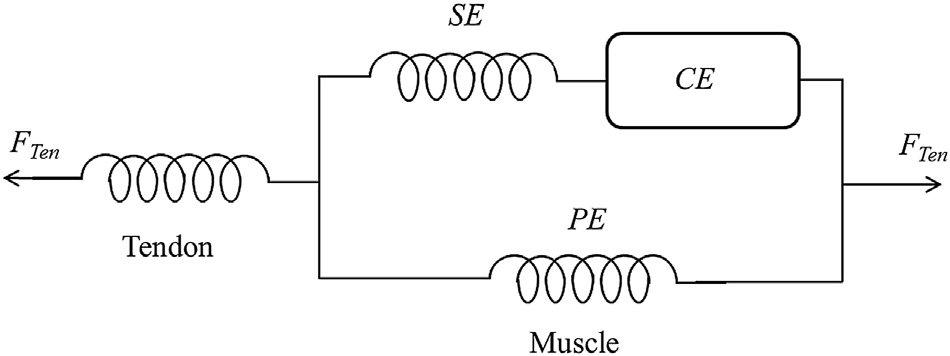 SE
CE
F_Ten
F_Ten
Tendon
PE
Muscle